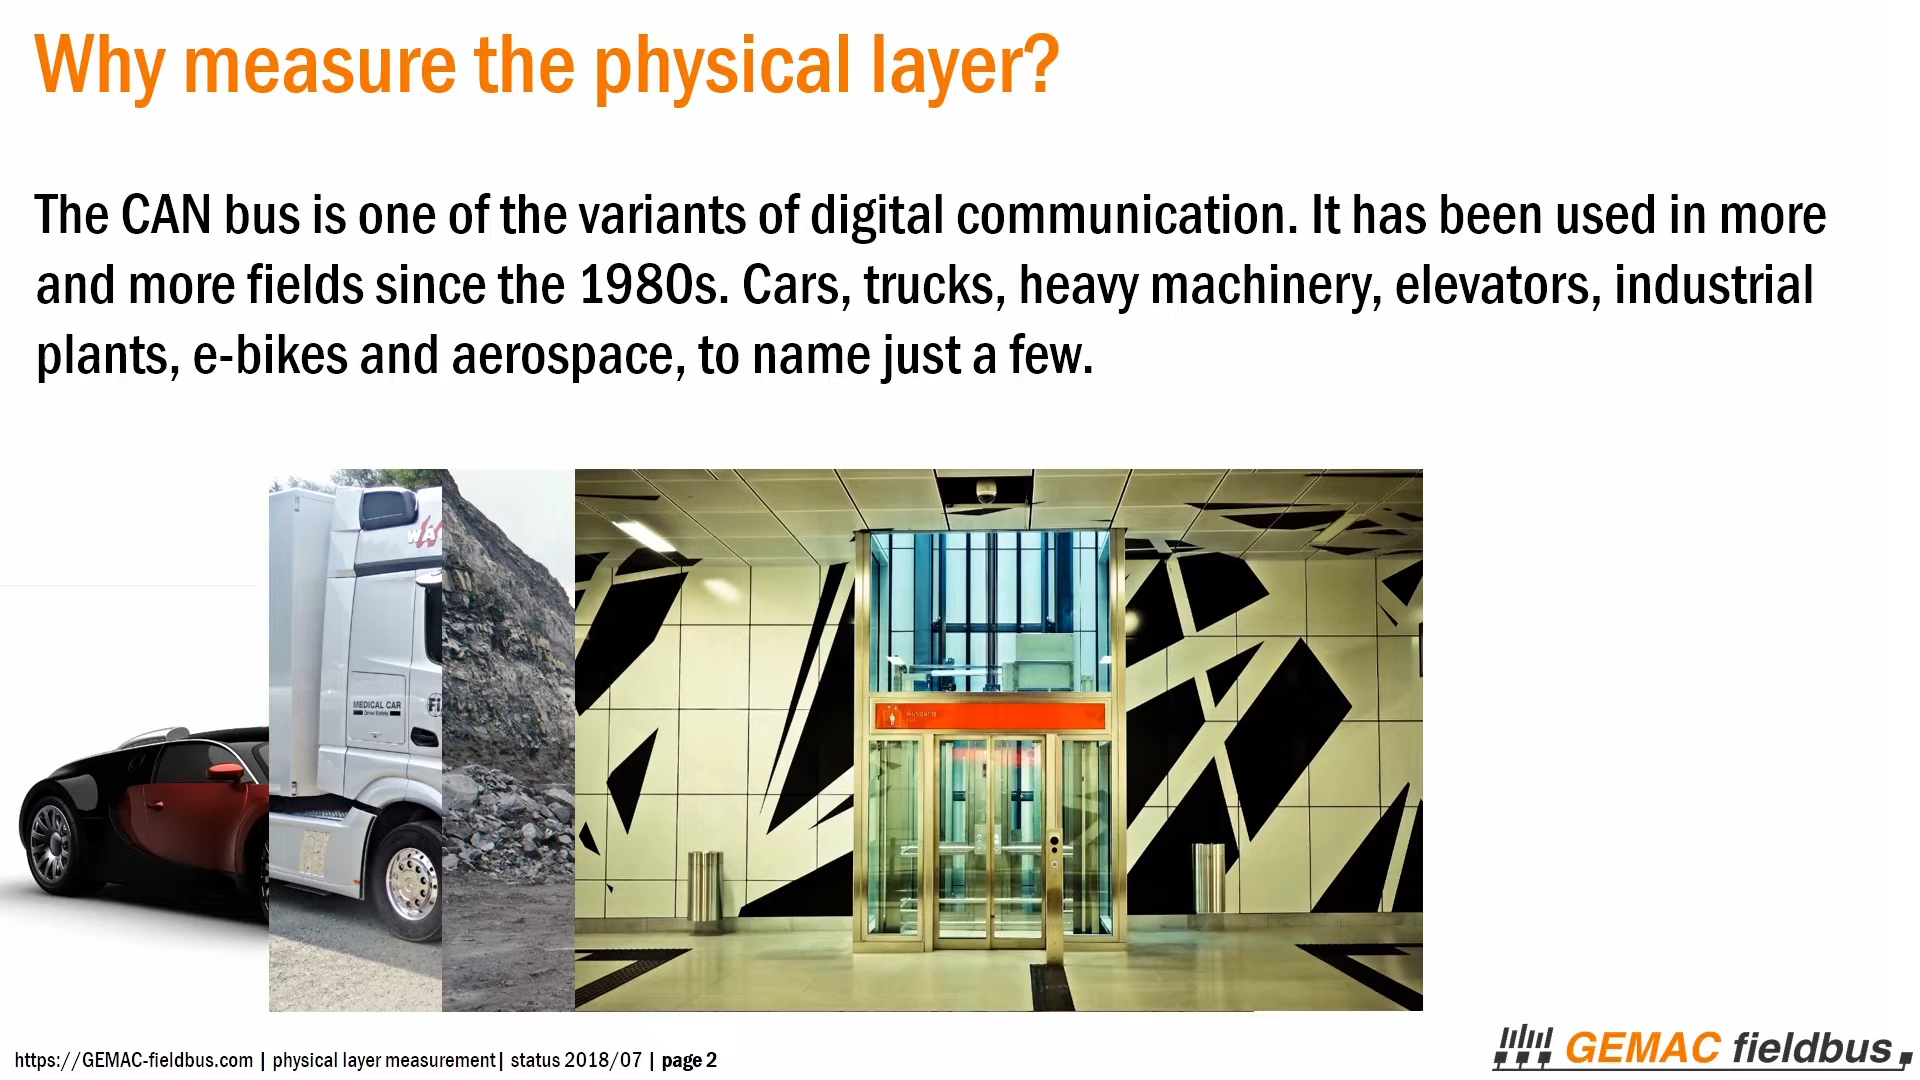 Why measure the physical layer?
The CAN bus is one of the variants of digital communication. It has been used in more
and more fields since the 1980s. Cars, trucks, heavy machinery, elevators, industrial
plants, e-bikes and aerospace, to name just a few.
MEDICAL CAR
Ausgang
https://GEMAC-fieldbus.com | physical layer measurement| status 2018/07 | page 2
GEMAC fieldbus